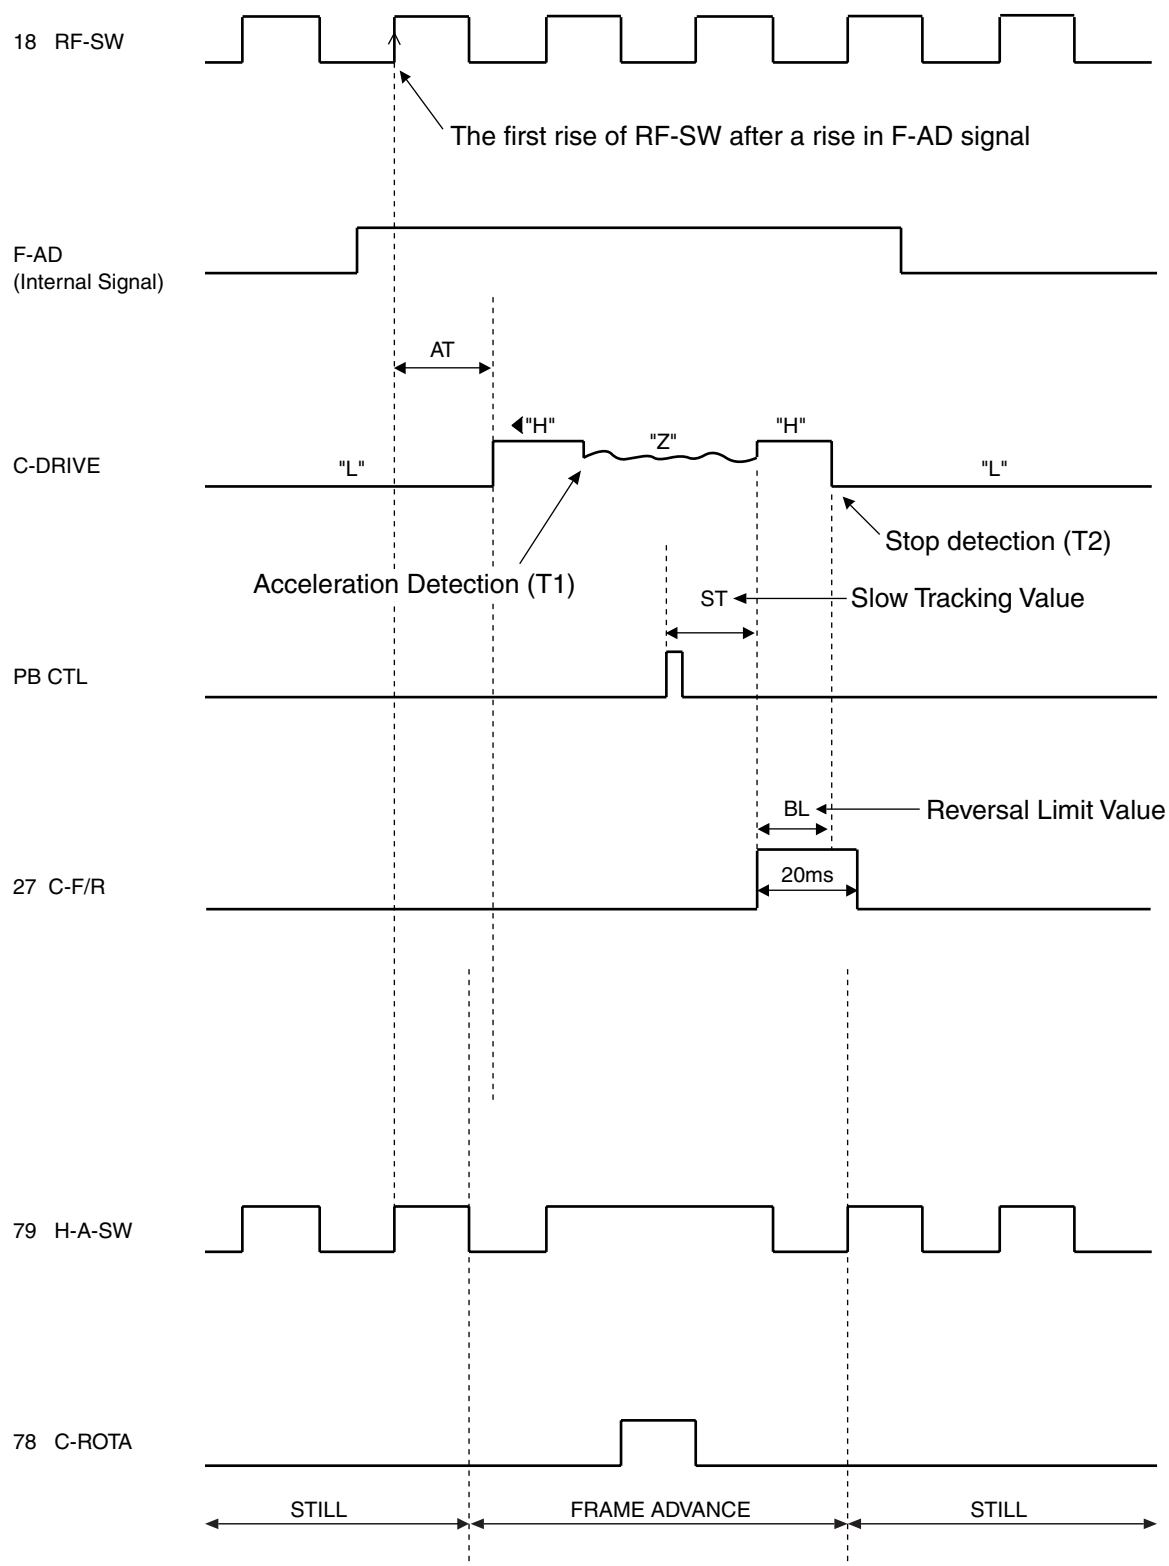 18 RF-SW
The first rise of RF-SW after a rise in F-AD signal
F-AD
(Internal Signal)
AT
"H"
"Z"
"H"
C-DRIVE
"L"
"L"
Stop detection (T2)
Acceleration Detection (T1)
ST
Slow Tracking Value
PB CTL
BL
Reversal Limit Value
20ms
27 C-F/R
79 H-A-SW
78 C-ROTA
STILL
FRAME ADVANCE
STILL